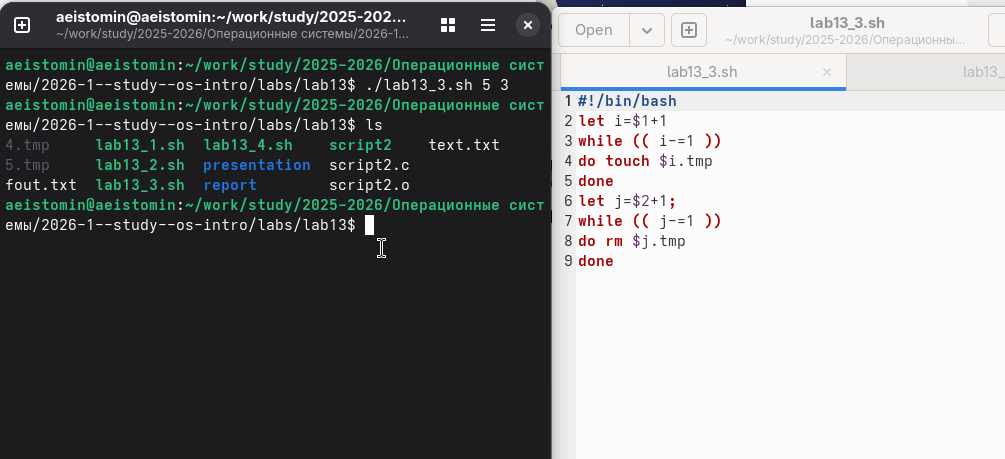 aeistomin@aeistomin:~/work/study/2025-202...
~/work/study/2025-2026/Операционные системы/2026-1...
aeistomin@aeistomin:~/work/study/2025-2026/Операционные сист
емы/2026-1--study--os-intro/labs/lab13$ ./lab13_3.sh 5 3
aeistomin@aeistomin:~/work/study/2025-2026/Операционные сист
емы/2026-1--study--os-intro/labs/lab13$ ls
4.tmp lab13_1.sh lab13_4.sh script2 text.txt
5.tmp lab13_2.sh presentation script2.c
fout.txt lab13_3.sh report script2.o
aeistomin@aeistomin:~/work/study/2025-2026/Операционные сист
емы/2026-1--study--os-intro/labs/lab13$
Open
lab13_3.sh
~/work/study/2025-2026/Операционны...
lab13_3.sh ×
lab13_
1 #!/bin/bash
2 let i=$1+1
3 while (( i-=1 ))
4 do touch $i.tmp
5 done
6 let j=$2+1;
7 while (( j-=1 ))
8 do rm $j.tmp
9 done